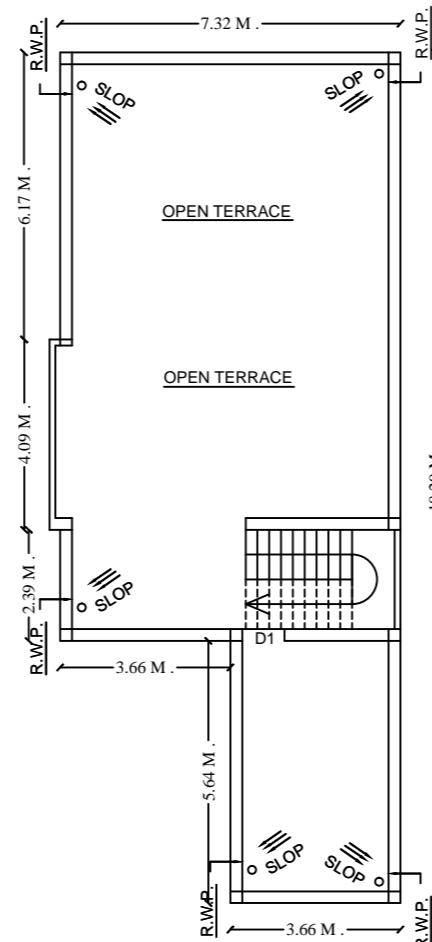 7.32 M .
R.W.P.
R.W.P.
SLOP
SLOP
6.17 M .
OPEN TERRACE
OPEN TERRACE
4.09 M .
2.39 M .
SLOP
D1
R.W.P.
3.66 M .
5.64 M .
SLOP
SLOP
R.W.P.
3.66 M .
R.W.P.